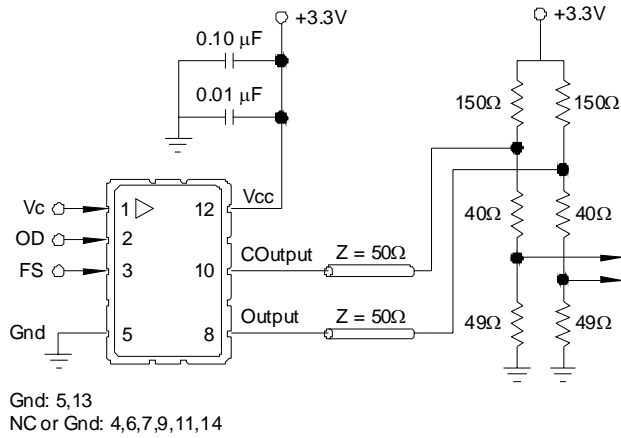 +3.3V
+3.3V
0.10 µF
0.01 µF
150Ω
150Ω
Vcc
Vc
1
12
OD
2
40Ω
40Ω
FS
3
10
COutput
Z = 50Ω
Gnd
5
8
Output
Z = 50Ω
49Ω
49Ω
Gnd: 5,13
NC or Gnd: 4,6,7,9,11,14